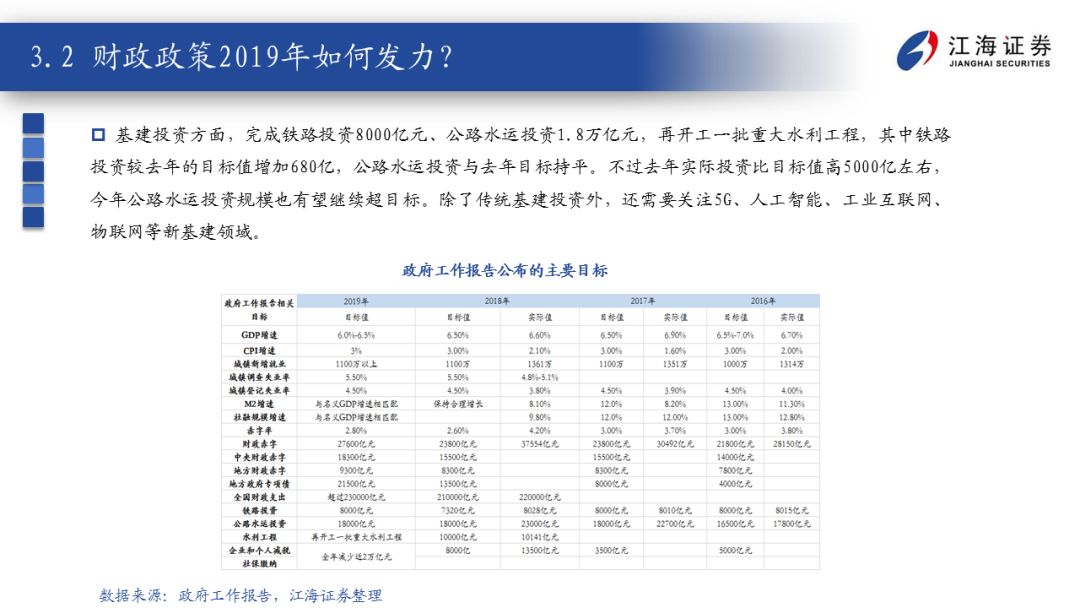 3.2 财政政策2019年如何发力？
江海证券
JIANGHAI SECURITIES
基建投资方面，完成铁路投资8000亿元、公路水运投资1.8万亿元，再开工一批重大水利工程，其中铁路
投资较去年的目标值增加680亿，公路水运投资与去年目标持平。不过去年实际投资比目标值高5000亿左右，
今年公路水运投资规模也有望继续超目标。除了传统基建投资外，还需要关注5G、人工智能、工业互联网、
物联网等新基建领域。
政府工作报告公布的主要目标
政府工作报告相关目标 2019年 2018年 2017年 2016年
目标值 目标值 实际值 目标值 实际值 目标值 实际值
GDP增速 6.0%-6.5% 6.50% 6.60% 6.50% 6.90% 6.5%-7.0% 6.70%
CPI增速 3% 3.00% 2.10% 3.00% 1.60% 3.00% 2.00%
城镇新增就业 1100万以上 1100万 1361万 1100万 1351万 1000万 1314万
城镇调查失业率 5.50% 5.50% 4.8%-5.1%
城镇登记失业率 4.50% 4.50% 3.80% 4.50% 3.90% 4.50% 4.00%
M2增速 与名义GDP增速相匹配 保持合理增长 8.10% 12.0% 8.20% 13.00% 11.30%
社融规模增速 与名义GDP增速相匹配 9.80% 12.0% 12.00% 13.00% 12.80%
赤字率 2.80% 2.60% 4.20% 3.00% 3.70% 3.00% 3.80%
财政赤字 27600亿元 23800亿元 37554亿元 23800亿元 30492亿元 21800亿元 28150亿元
中央财政赤字 18300亿元 15500亿元 15500亿元 14000亿元
地方财政赤字 9300亿元 8300亿元 8300亿元 7800亿元
地方政府专项债 21500亿元 13500亿元 8000亿元 4000亿元
全国财政支出 超过230000亿元 210000亿元 220000亿元
铁路投资 8000亿元 7320亿元 8028亿元 8000亿元 8010亿元 8000亿元 8015亿元
公路水运投资 18000亿元 18000亿元 23000亿元 18000亿元 22700亿元 16500亿元 17800亿元
水利工程 再开工一批重大水利工程 10000亿元 10141亿元
企业和个人减税 全年减少近2万亿元 8000亿 13500亿元 3500亿元 5000亿元
社保缴纳
数据来源：政府工作报告，江海证券整理